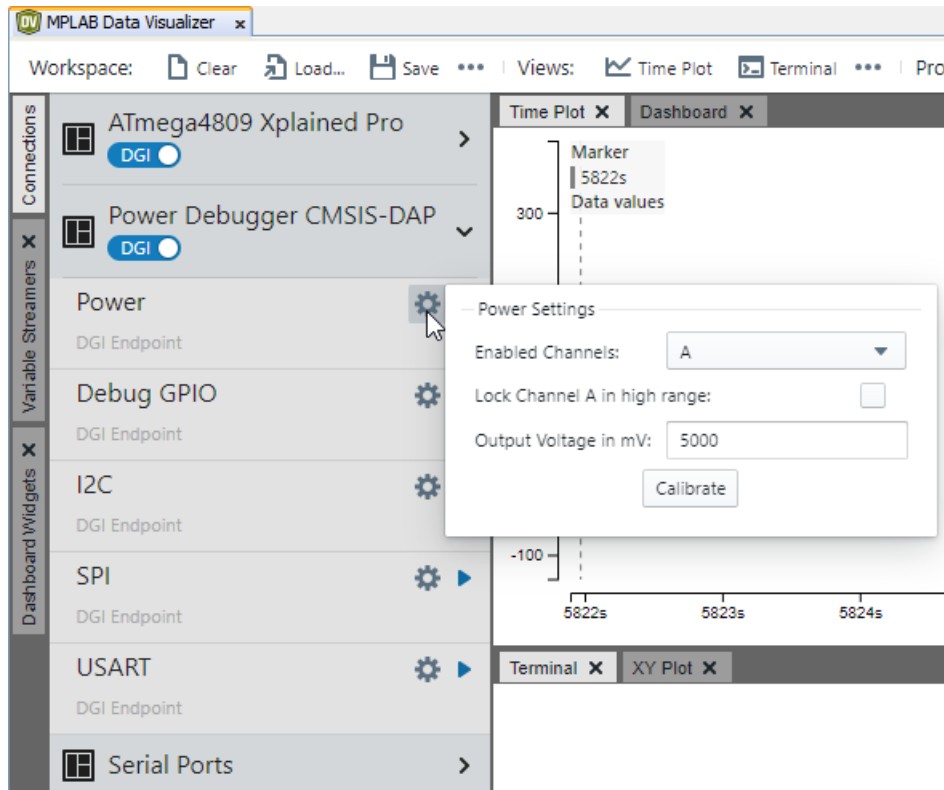 DV MPLAB Data Visualizer x
Workspace: Clear Load... Save ••• Views: Time Plot Terminal ••• Pro
Connections
Variable Streamers
Dashboard Widgets
ATmega4809 Xplained Pro
DGI
Power Debugger CMSIS-DAP
DGI
Power
DGI Endpoint
Debug GPIO
DGI Endpoint
I2C
DGI Endpoint
SPI
DGI Endpoint
USART
DGI Endpoint
Serial Ports
Time Plot Dashboard
Marker
5822s
Data values
300
Power Settings
Enabled Channels: A
Lock Channel A in high range:
Output Voltage in mV: 5000
Calibrate
-100
5822s 5823s 5824s
Terminal XY Plot